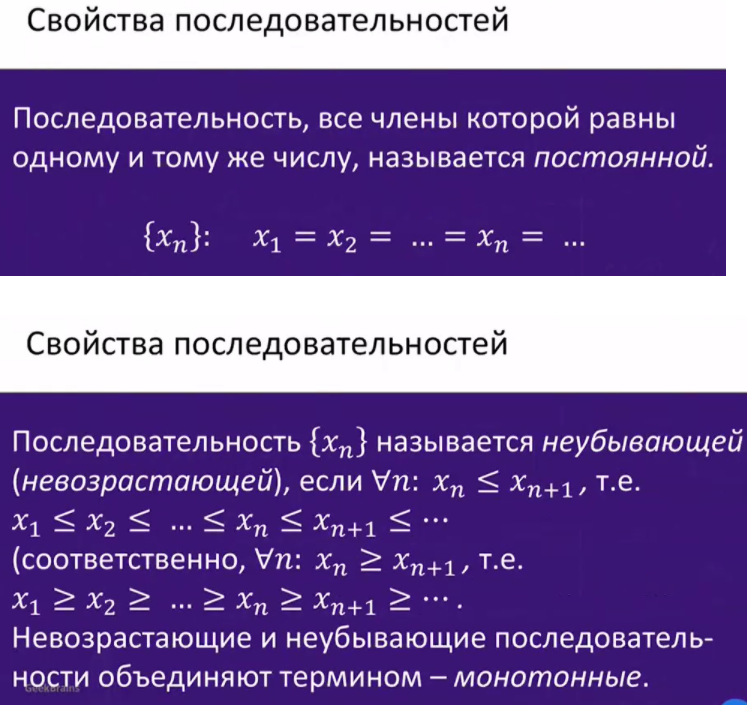 Свойства последовательностей
Последовательность, все члены которой равны
одному и тому же числу, называется постоянной.
{xₙ}: x₁ = x₂ = ... = xₙ = ...
Свойства последовательностей
Последовательность {xₙ} называется неубывающей
(невозрастающей), если ∀n: xₙ ≤ xₙ₊₁, т.е.
x₁ ≤ x₂ ≤ ... ≤ xₙ ≤ xₙ₊₁ ≤ ⋯
(соответственно, ∀n: xₙ ≥ xₙ₊₁, т.е.
x₁ ≥ x₂ ≥ ... ≥ xₙ ≥ xₙ₊₁ ≥ ⋯.
Невозрастающие и неубывающие последователь-
ности объединяют термином – монотонные.
GeekBrains